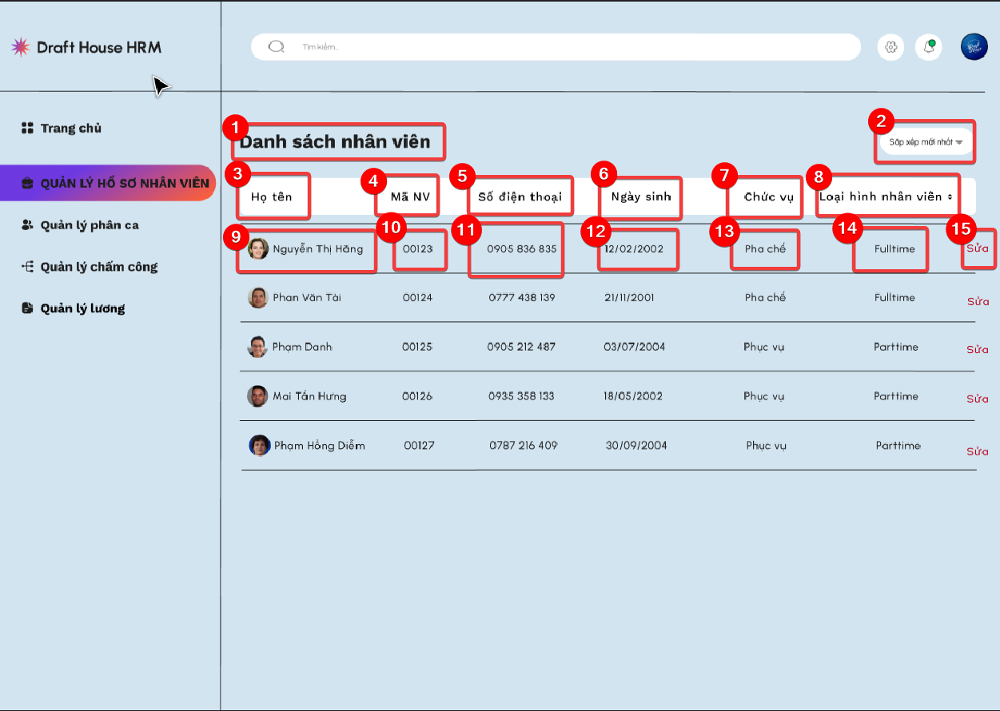 Draft House HRM
Tìm kiếm..
Trang chủ
QUẢN LÝ HỒ SƠ NHÂN VIÊN
Quản lý phân ca
Quản lý chấm công
Quản lý lương
1 Danh sách nhân viên
2 Sắp xếp mới nhất
3 Họ tên 4 Mã NV 5 Số điện thoại 6 Ngày sinh 7 Chức vụ 8 Loại hình nhân viên
9 Nguyễn Thị Hằng 10 00123 11 0905 836 835 12 12/02/2002 13 Pha chế 14 Fulltime 15 Sửa
Phan Văn Tài 00124 0777 438 139 21/11/2001 Pha chế Fulltime Sửa
Phạm Danh 00125 0905 212 487 03/07/2004 Phục vụ Parttime Sửa
Mai Tấn Hưng 00126 0935 358 133 18/05/2002 Phục vụ Parttime Sửa
Phạm Hồng Diễm 00127 0787 216 409 30/09/2004 Phục vụ Parttime Sửa